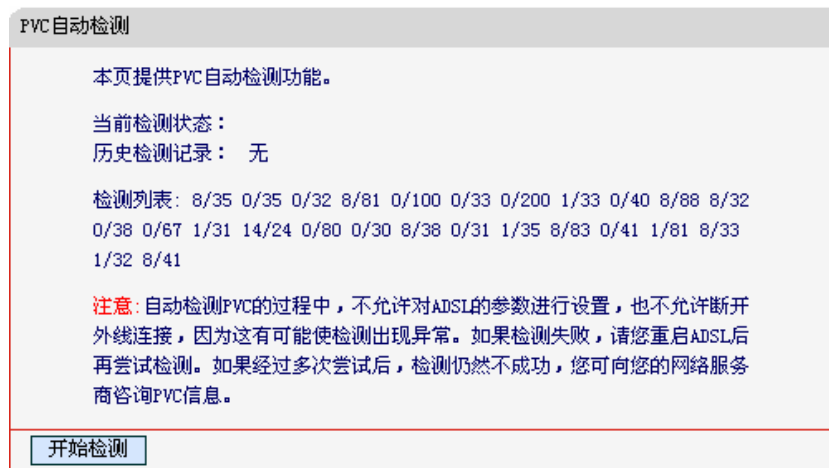 PVC自动检测
本页提供PVC自动检测功能。
当前检测状态：
历史检测记录： 无
检测列表: 8/35 0/35 0/32 8/81 0/100 0/33 0/200 1/33 0/40 8/88 8/32
0/38 0/67 1/31 14/24 0/80 0/30 8/38 0/31 1/35 8/83 0/41 1/81 8/33
1/32 8/41
注意:自动检测PVC的过程中，不允许对ADSL的参数进行设置，也不允许断开
外线连接，因为这有可能使检测出现异常。如果检测失败，请您重启ADSL后
再尝试检测。如果经过多次尝试后，检测仍然不成功，您可向您的网络服务
商咨询PVC信息。
开始检测